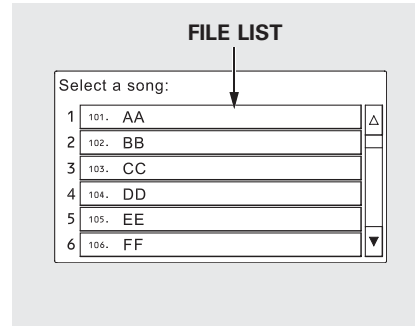 FILE LIST
Select a song:
1 101. AA
2 102. BB
3 103. CC
4 104. DD
5 105. EE
6 106. FF